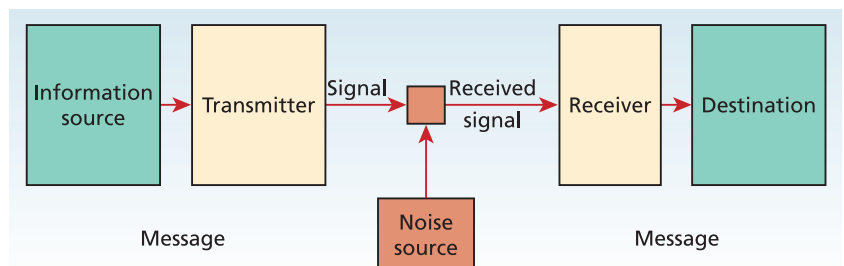 Information
source
Transmitter
Signal
Received
signal
Receiver
Destination
Noise
source
Message
Message